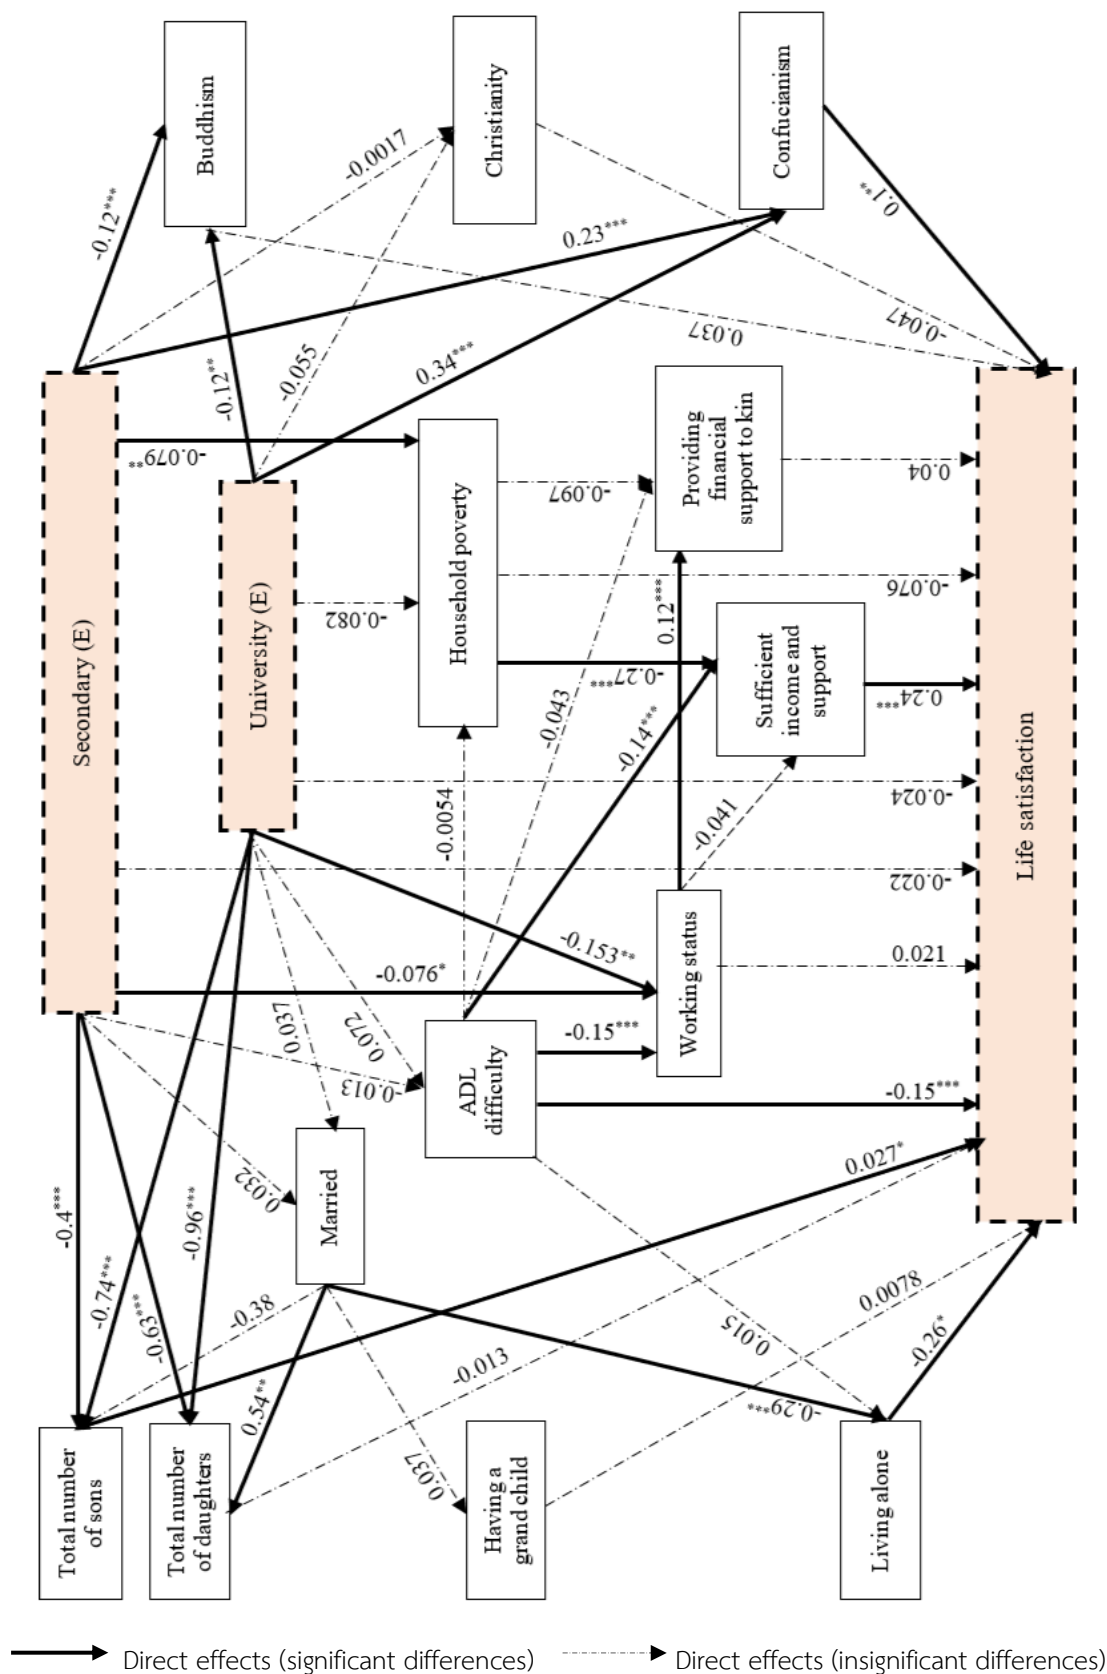 Buddhism
Christianity
Confucianism
-0.12***
-0.0017
0.23***
0.1**
-0.12**
-0.055
0.34***
0.037
-0.047
Secondary (E)
University (E)
-0.079**
-0.082
Household poverty
-0.097
Providing
financial
support to kin
0.04
-0.076
0.12***
-0.27***
Sufficient
income and
support
0.24***
-0.043
-0.14***
-0.0054
-0.041
-0.024
-0.022
0.021
Life satisfaction
-0.153**
-0.076*
Working status
-0.15***
-0.15***
ADL
difficulty
0.037
0.072
-0.013
0.032
Married
-0.4***
-0.74***
-0.63***
-0.96***
-0.38
0.54**
0.037
-0.013
0.027*
0.015
0.0078
-0.29***
-0.26*
Total number
of sons
Total number
of daughters
Having a
grand child
Living alone
Direct effects (significant differences)
Direct effects (insignificant differences)